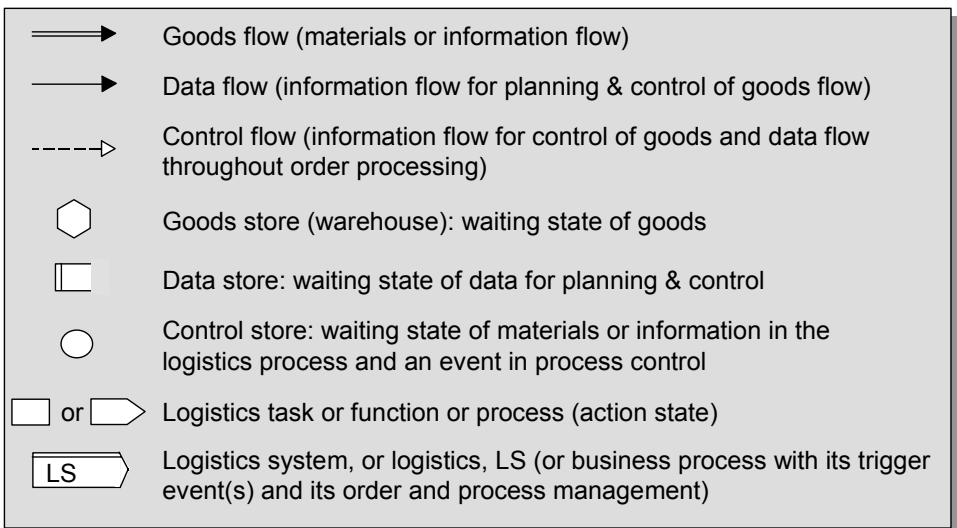 Goods flow (materials or information flow)
Data flow (information flow for planning & control of goods flow)
Control flow (information flow for control of goods and data flow
throughout order processing)
Goods store (warehouse): waiting state of goods
Data store: waiting state of data for planning & control
Control store: waiting state of materials or information in the
logistics process and an event in process control
or Logistics task or function or process (action state)
LS Logistics system, or logistics, LS (or business process with its trigger
event(s) and its order and process management)